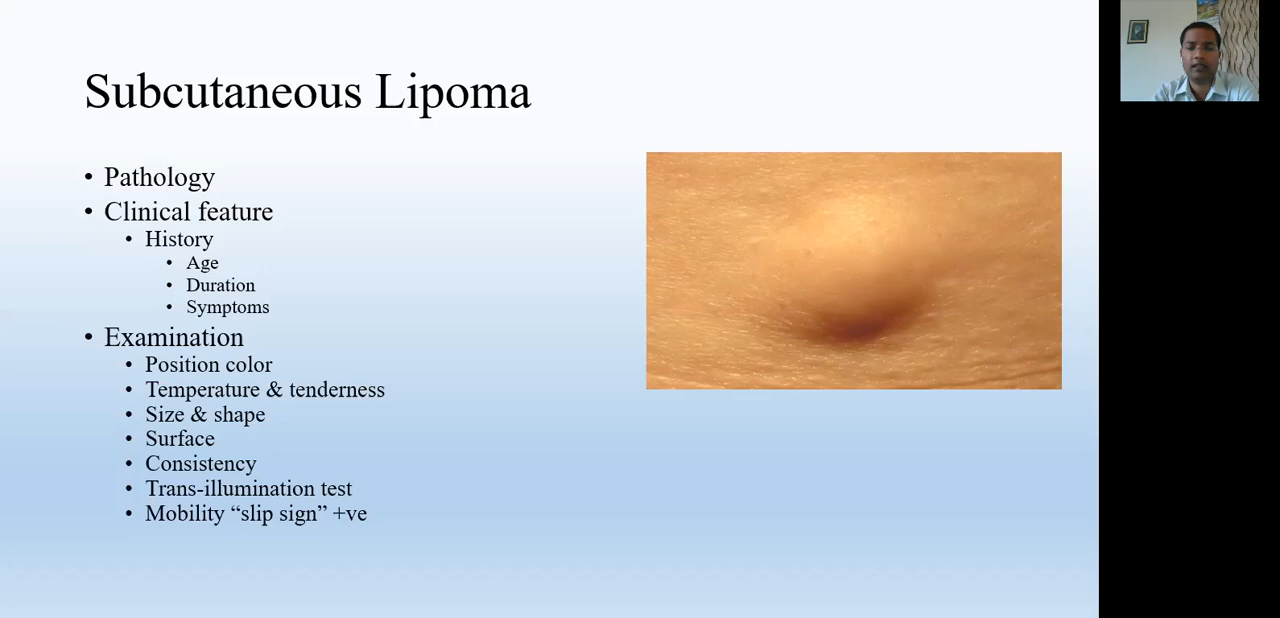 Subcutaneous Lipoma
• Pathology
• Clinical feature
• History
• Age
• Duration
• Symptoms
• Examination
• Position color
• Temperature & tenderness
• Size & shape
• Surface
• Consistency
• Trans-illumination test
• Mobility “slip sign” +ve